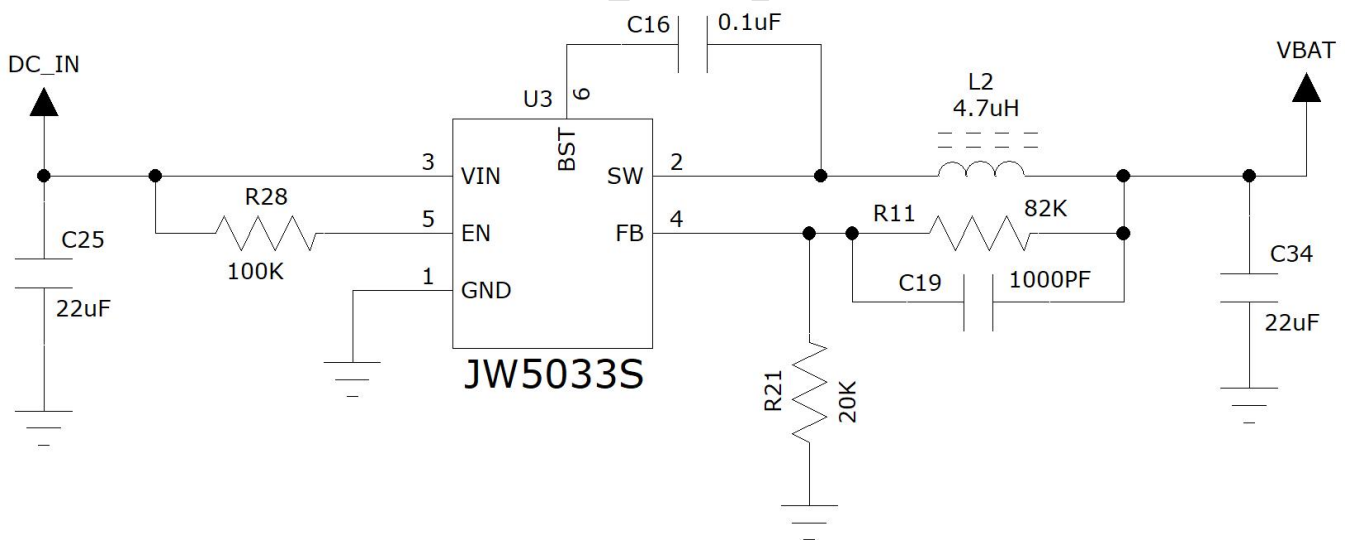 C16
0.1uF
DC_IN
VBAT
L2
4.7uH
U3
6
BST
3
VIN
SW
2
R28
5
EN
FB
4
R11
82K
C25
100K
1
GND
C19
1000PF
C34
22uF
22uF
JW5033S
R21
20K